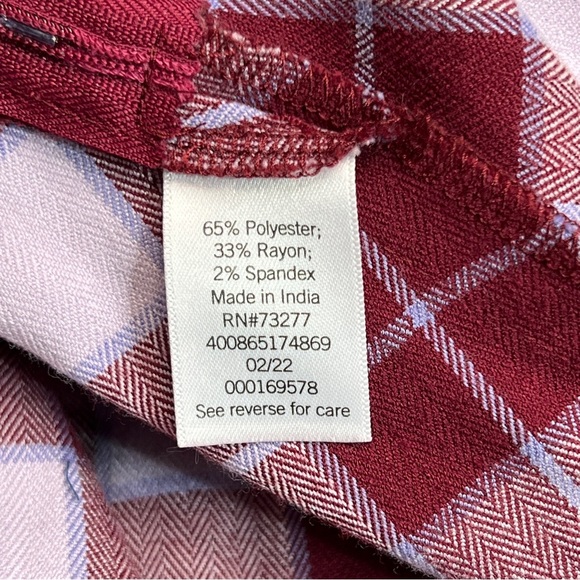 65% Polyester;
33% Rayon;
2% Spandex
Made in India
RN#73277
400865174869
02/22
000169578
See reverse for care